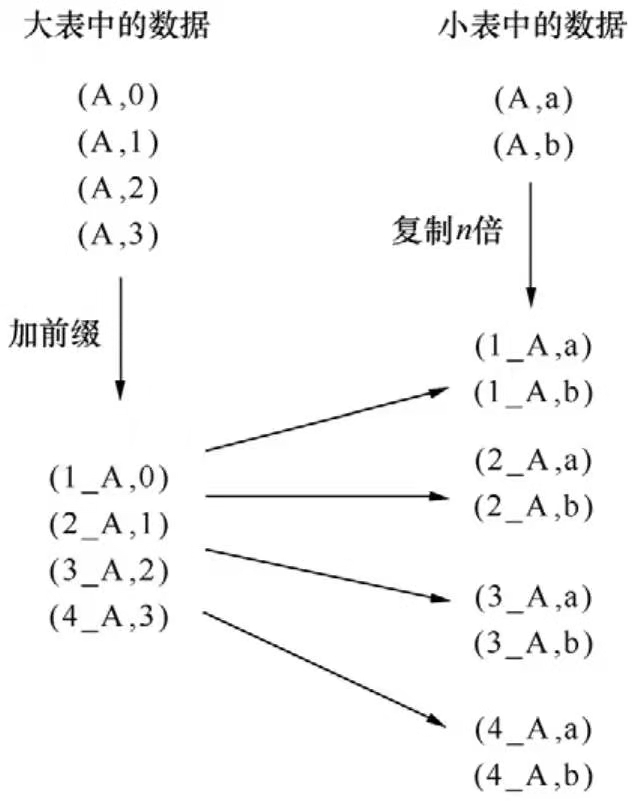 大表中的数据
(A,0)
(A,1)
(A,2)
(A,3)
加前缀
(1_A,0)
(2_A,1)
(3_A,2)
(4_A,3)
小表中的数据
(A,a)
(A,b)
复制n倍
(1_A,a)
(1_A,b)
(2_A,a)
(2_A,b)
(3_A,a)
(3_A,b)
(4_A,a)
(4_A,b)